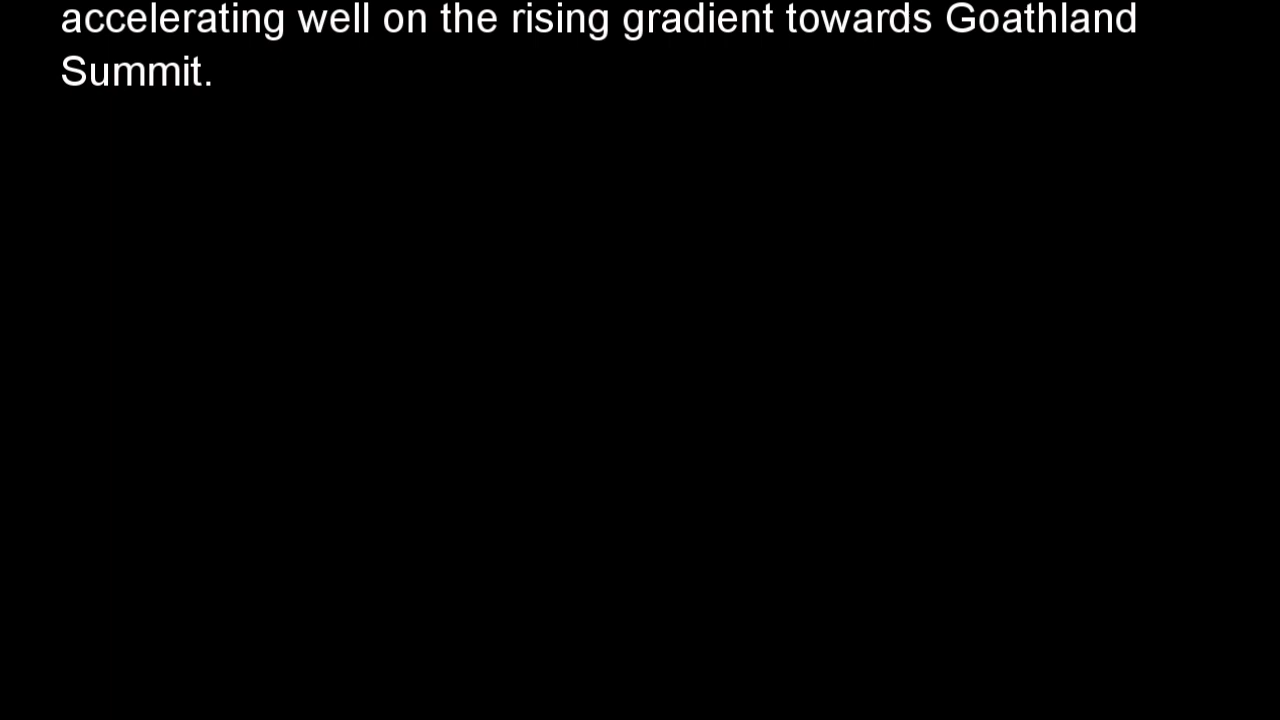 accelerating well on the rising gradient towards Goathland
Summit.